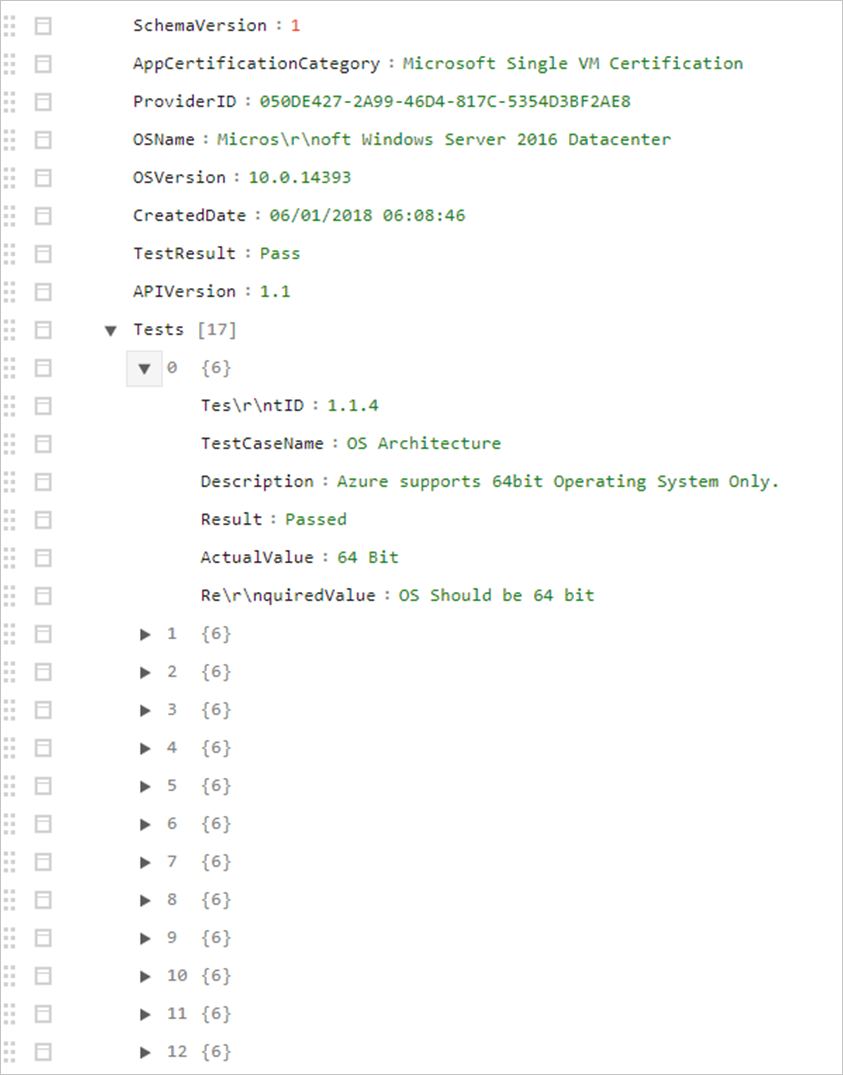 SchemaVersion : 1
AppCertificationCategory : Microsoft Single VM Certification
ProviderID : 050DE427-2A99-46D4-817C-5354D3BF2AE8
OSName : Micros\r\noft Windows Server 2016 Datacenter
OSVersion : 10.0.14393
CreatedDate : 06/01/2018 06:08:46
TestResult : Pass
APIVersion : 1.1
Tests [17]
0 {6}
Tes\r\ntID : 1.1.4
TestCaseName : OS Architecture
Description : Azure supports 64bit Operating System Only.
Result : Passed
ActualValue : 64 Bit
Re\r\nquiredValue : OS Should be 64 bit
1 {6}
2 {6}
3 {6}
4 {6}
5 {6}
6 {6}
7 {6}
8 {6}
9 {6}
10 {6}
11 {6}
12 {6}